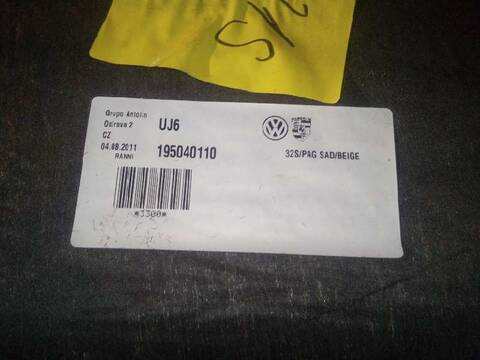 Grupo Antolin
Ostrava 2
CZ
UJ6
04.08.2011
RANNI
195040110
32S/PAG SAD/BEIGE
*3300*